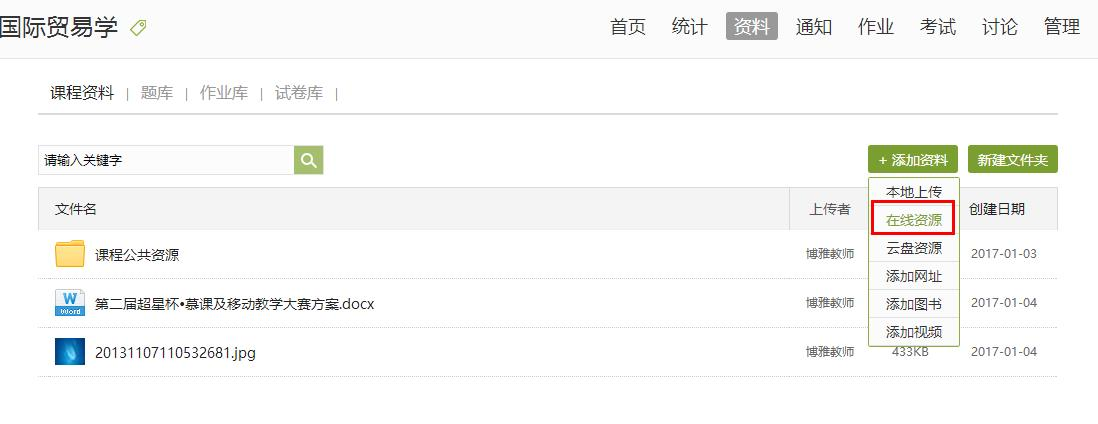 国际贸易学
首页 统计 资料 通知 作业 考试 讨论 管理
课程资料 | 题库 | 作业库 | 试卷库 |
请输入关键字
+ 添加资料 新建文件夹
本地上传
在线资源
云盘资源
添加网址
添加图书
添加视频
文件名 上传者 创建日期
课程公共资源 博雅教师 2017-01-03
Word 第二届超星杯•慕课及移动教学大赛方案.docx 博雅教师 2017-01-04
20131107110532681.jpg 博雅教师 433KB 2017-01-04